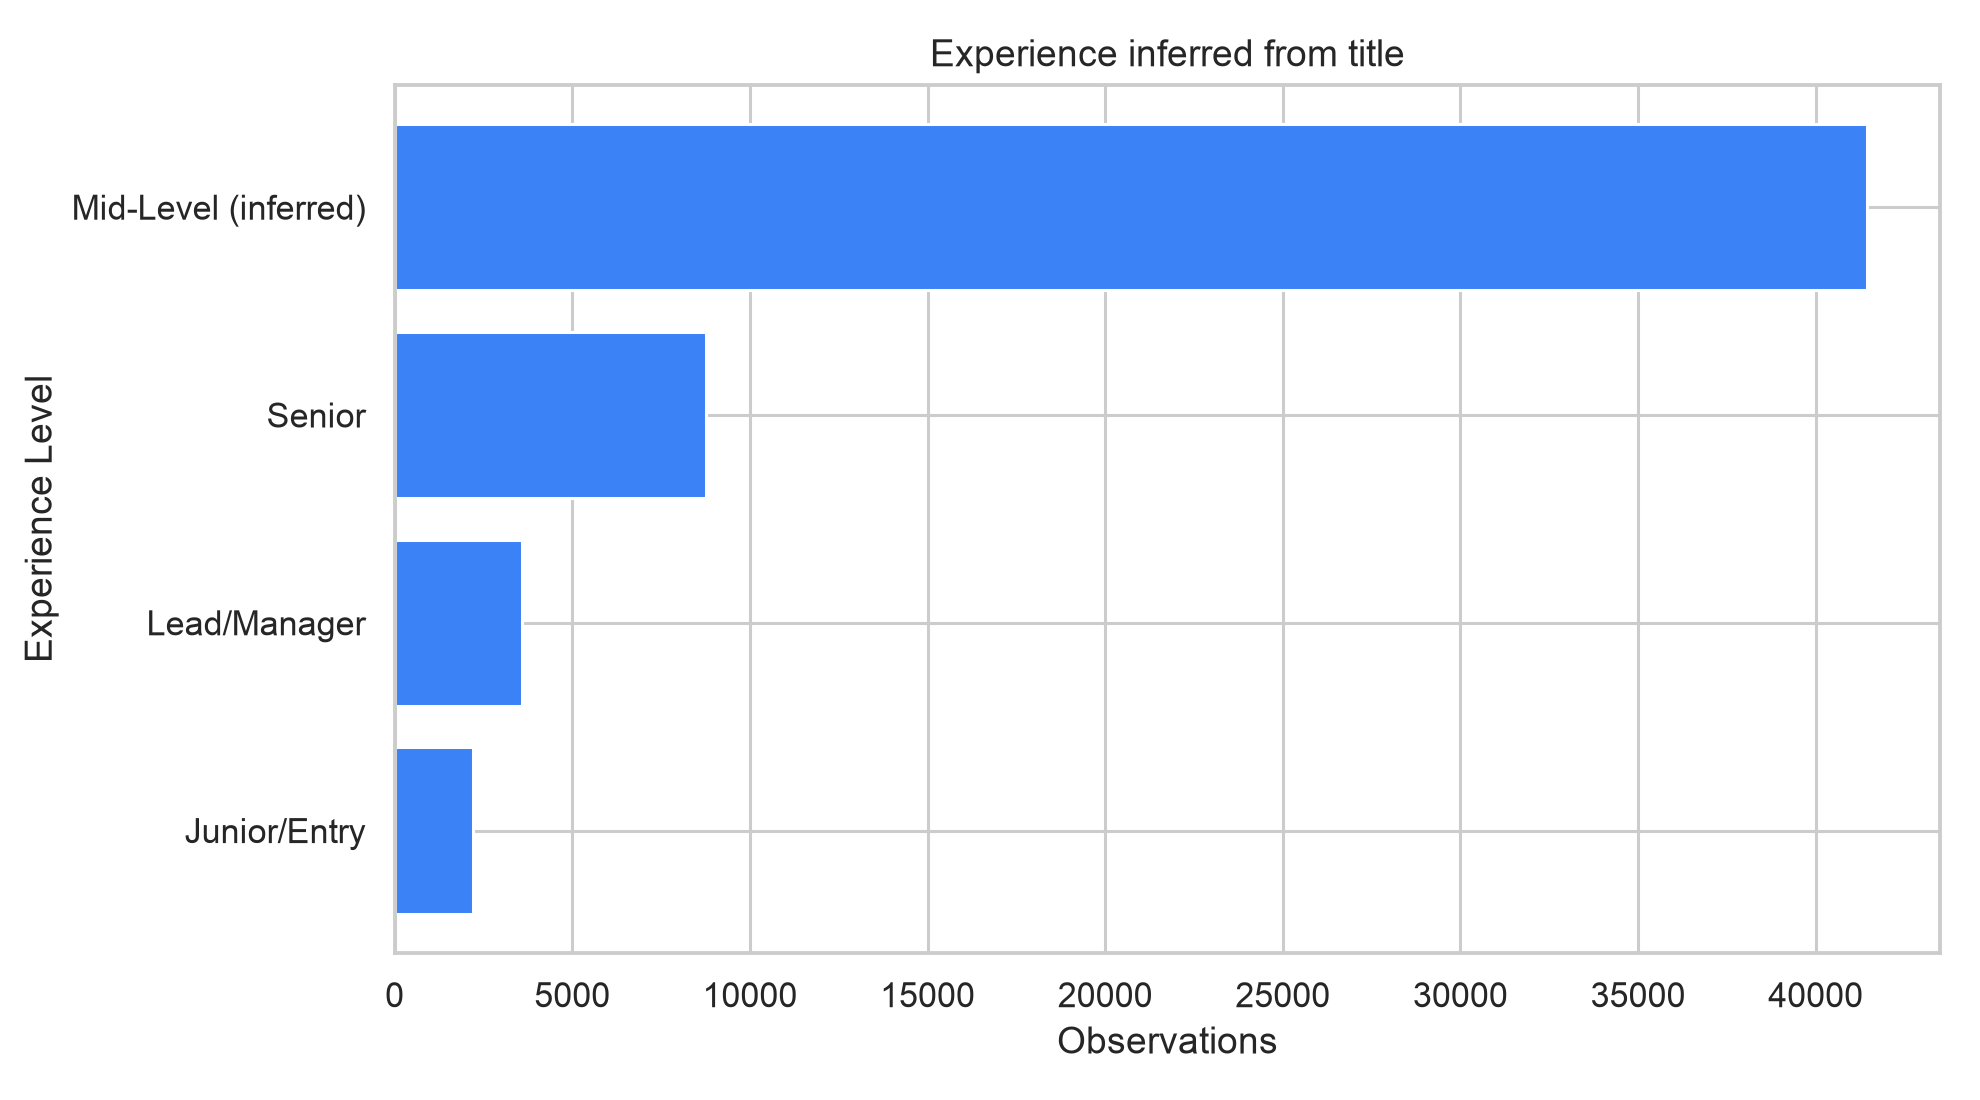 Experience inferred from title
Experience Level
Mid-Level (inferred)
Senior
Lead/Manager
Junior/Entry
0 5000 10000 15000 20000 25000 30000 35000 40000
Observations